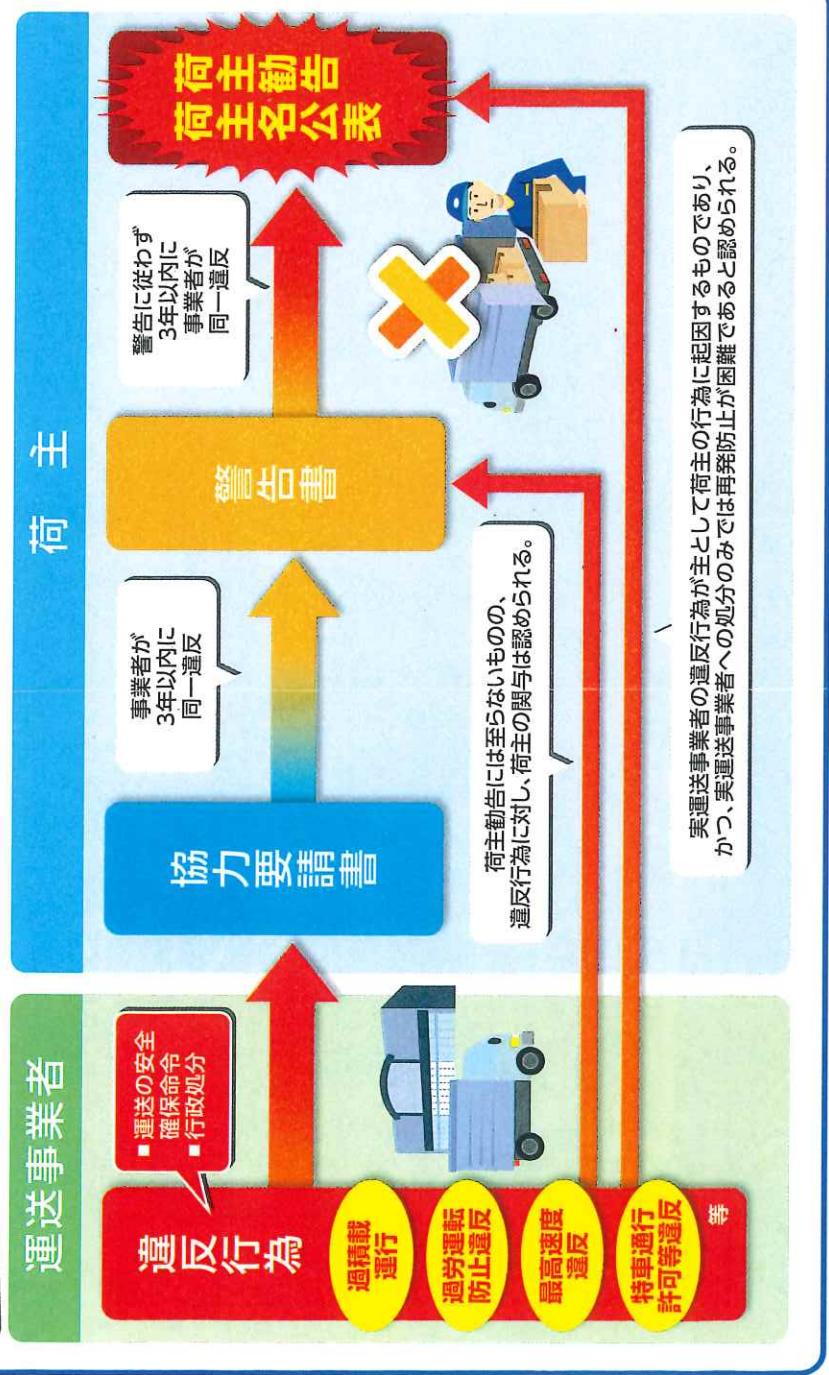 運送事業者
荷主
違反行為
過積載
運行
過労運転
防止違反
最高速度
違反
特車通行
許可等違反
等
■ 運送の安全
確保命令
■ 行政処分
協力要請書
事業者が
3年以内に
同一違反
警告書
警告に従わず
3年以内に
事業者が
同一違反
荷主勧告
荷主名公表
荷主勧告には至らないものの、
違反行為に対し、荷主の関与は認められる。
実運送事業者の違反行為が主として荷主の行為に起因するものであり、
かつ、実運送事業者への処分のみでは再発防止が困難であると認められる。